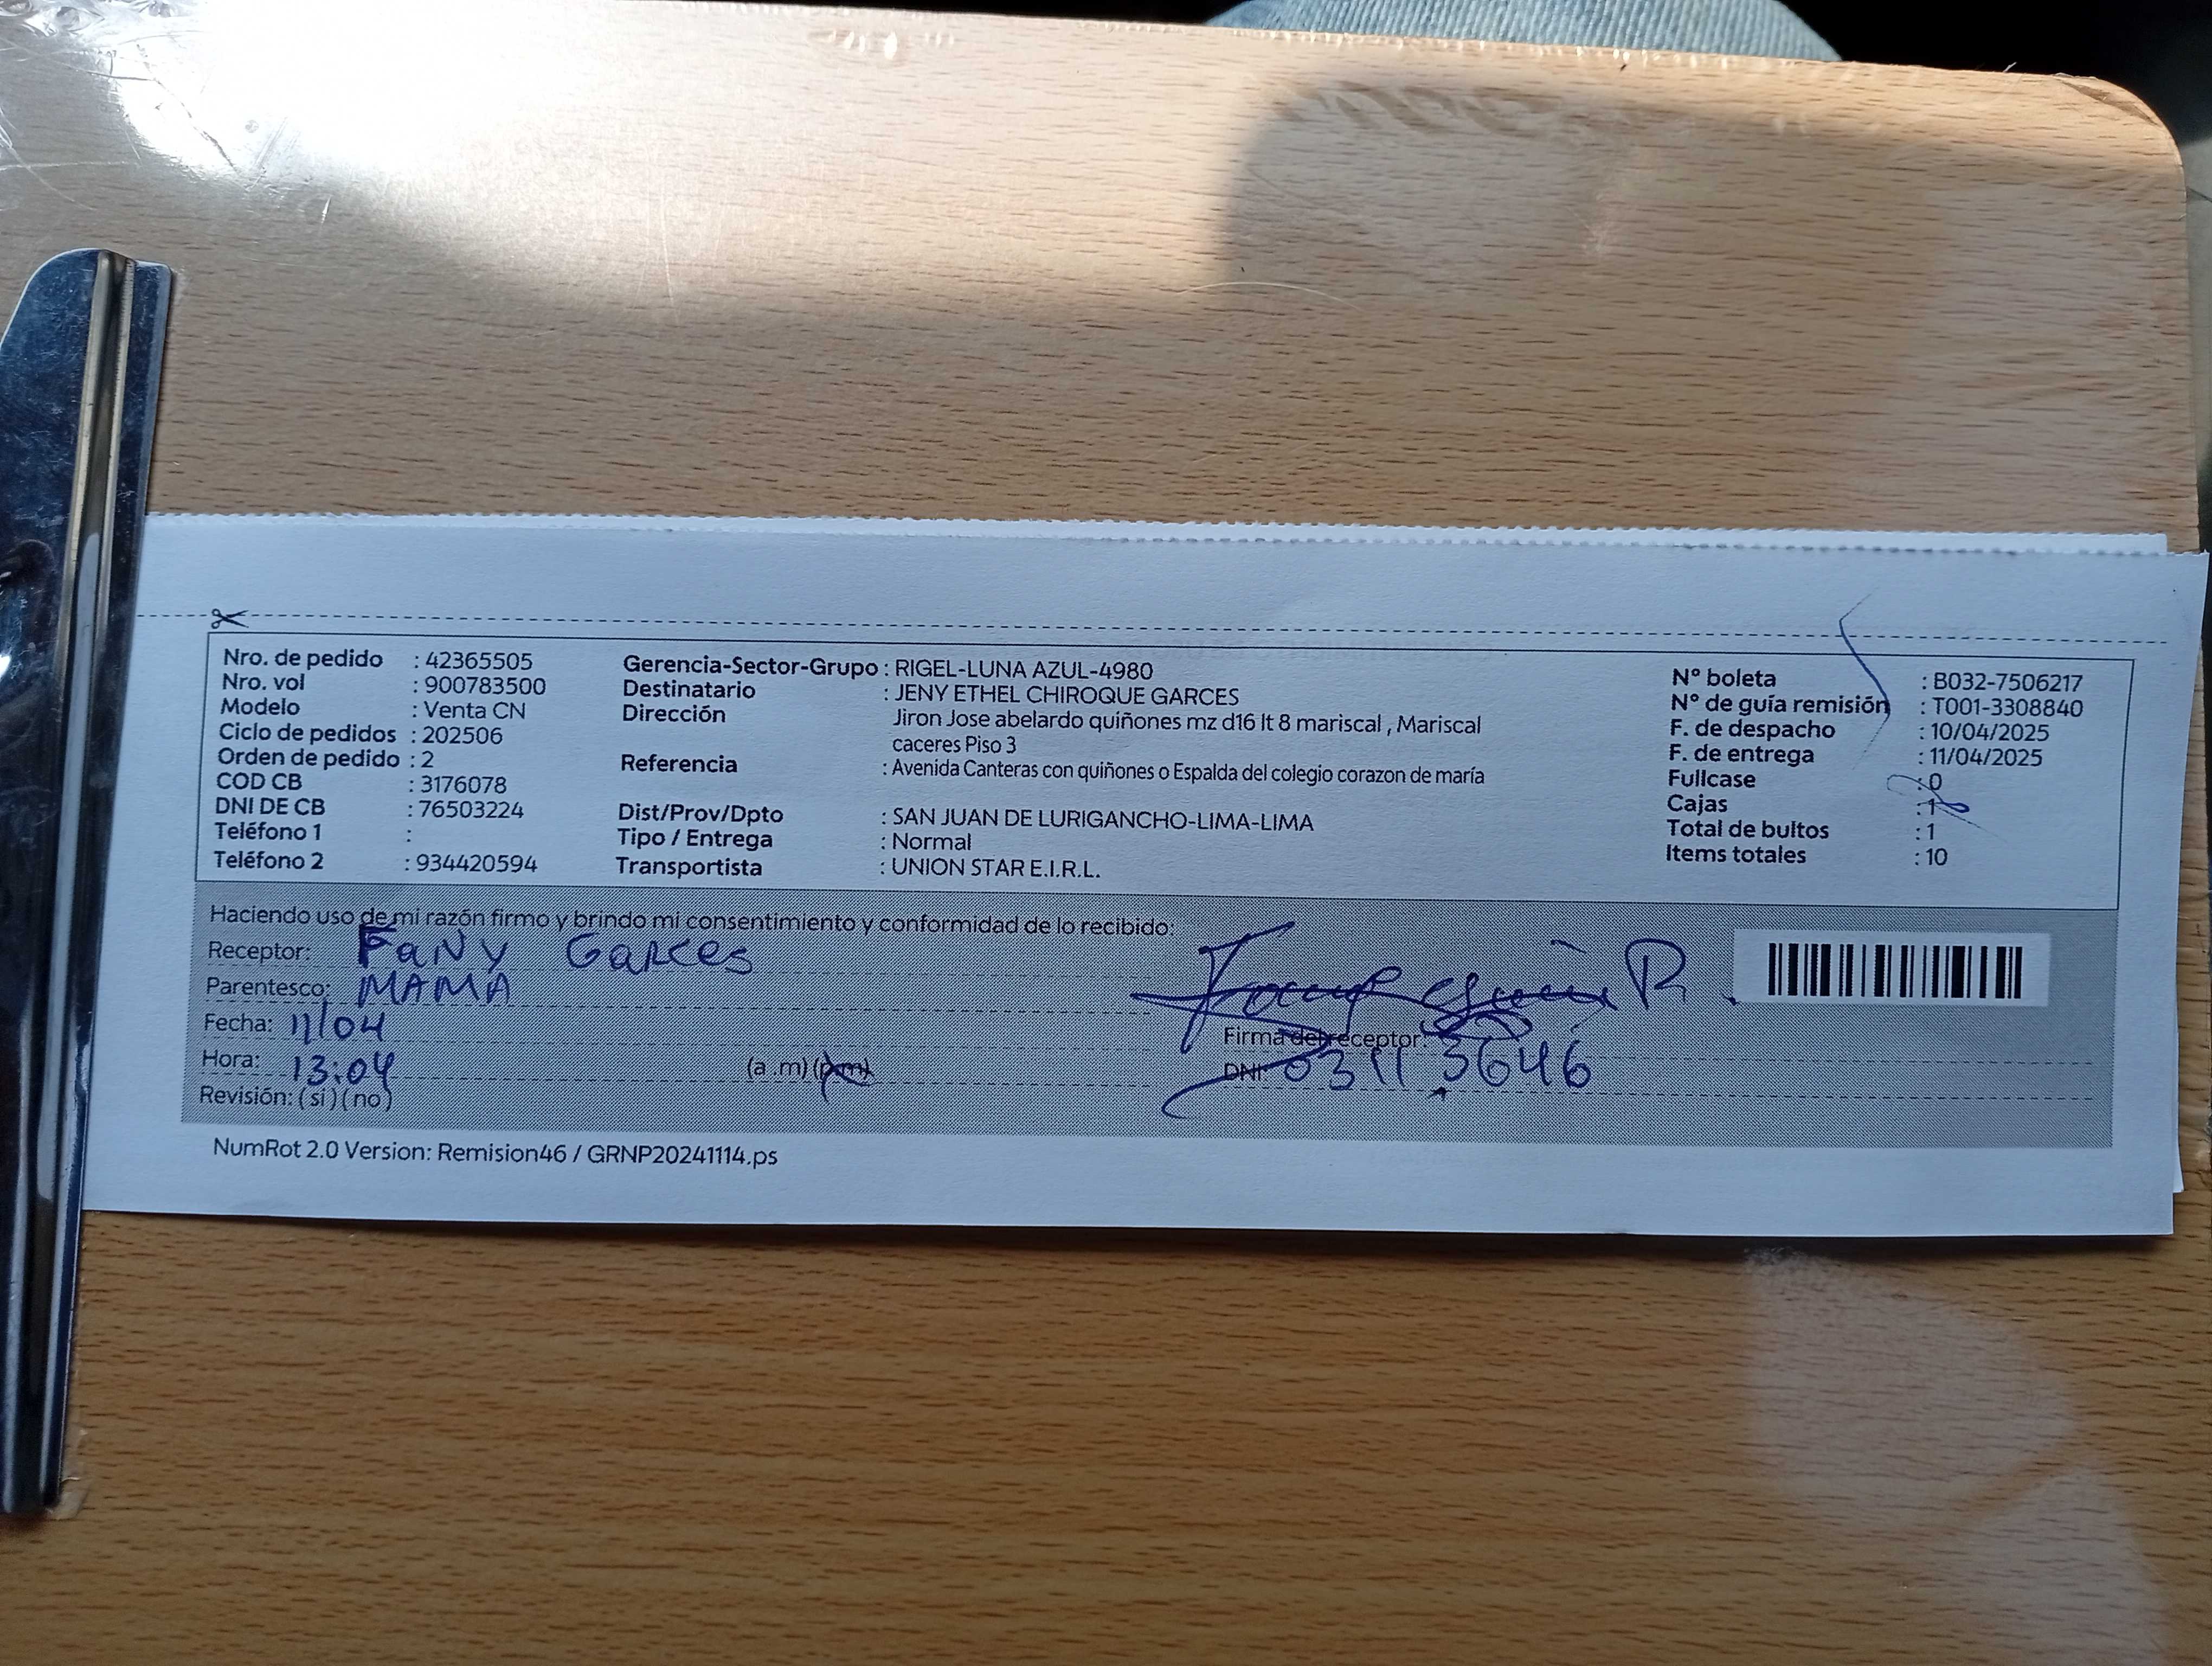 Nro. de pedido : 42365505
Nro. vol : 900783500
Modelo : Venta CN
Ciclo de pedidos : 202506
Orden de pedido : 2
COD CB : 3176078
DNI DE CB : 76503224
Teléfono 1 :
Teléfono 2 : 934420594
Gerencia-Sector-Grupo : RIGEL-LUNA AZUL-4980
Destinatario : JENY ETHEL CHIROQUE GARCES
Dirección Jiron Jose abelardo quiñones mz d16 lt 8 mariscal , Mariscal
caceres Piso 3
Referencia : Avenida Canteras con quiñones o Espalda del colegio corazon de maría
Dist/Prov/Dpto : SAN JUAN DE LURIGANCHO-LIMA-LIMA
Tipo / Entrega : Normal
Transportista : UNION STAR E.I.R.L.
N° boleta : B032-7506217
N° de guía remisión : T001-3308840
F. de despacho : 10/04/2025
F. de entrega : 11/04/2025
Fullcase : 0
Cajas : 1
Total de bultos : 1
Items totales : 10
Haciendo uso de mi razón firmo y brindo mi consentimiento y conformidad de lo recibido:
Receptor: FaNy Garces
Parentesco: MAMÁ
Fecha: 11/04
Hora: 13:04 (a .m) (p.m)
Revisión: ( si ) ( no )
Firma del receptor:
DNI: 03113646
NumRot 2.0 Version: Remision46 / GRNP20241114.ps